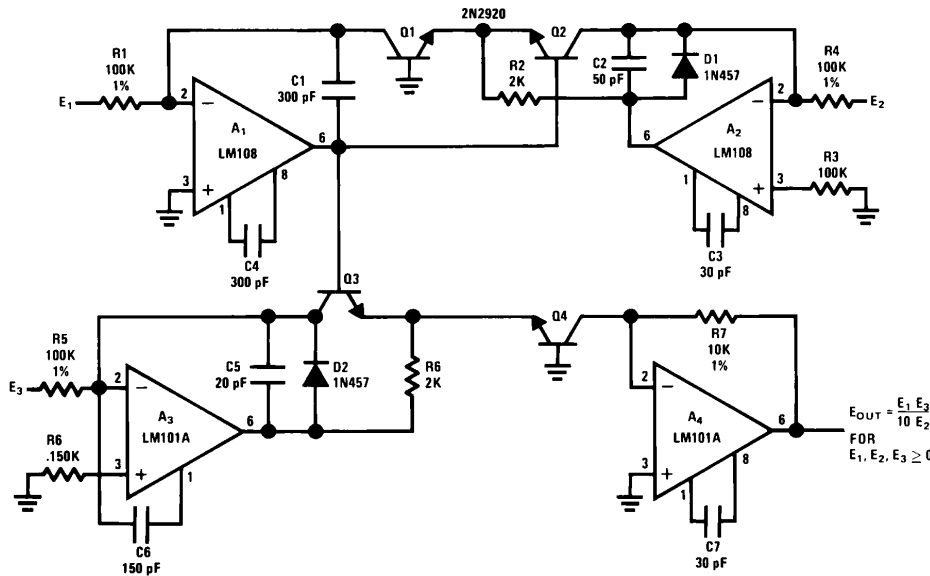 2N2920
Q1
Q2
R1
100K
1%
E1
C1
300 pF
2
3
A1
LM108
6
1
8
C4
300 pF
R2
2K
C2
50 pF
D1
1N457
R4
100K
1%
E2
2
3
A2
LM108
6
1
8
R3
100K
C3
30 pF
Q3
Q4
R5
100K
1%
E3
R6
.150K
2
3
A3
LM101A
6
1
C5
20 pF
D2
1N457
R6
2K
C6
150 pF
R7
10K
1%
2
3
A4
LM101A
6
1
8
C7
30 pF
EOUT = E1 E3
10 E2
FOR
E1, E2, E3 ≥